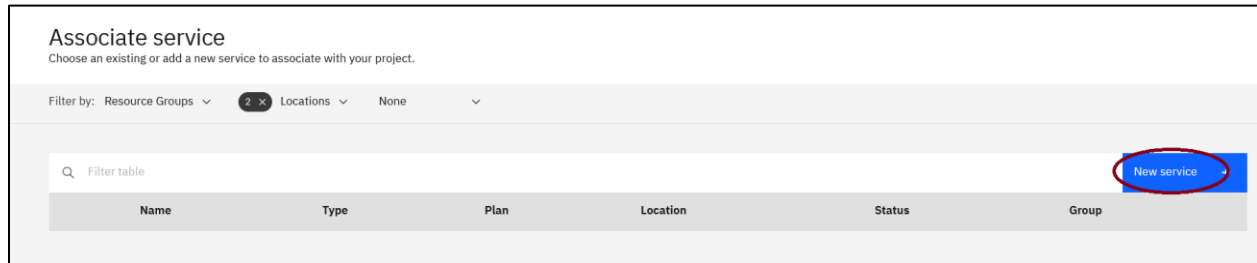 Associate service
Choose an existing or add a new service to associate with your project.
Filter by: Resource Groups 2 × Locations None
Filter table New service +
Name Type Plan Location Status Group